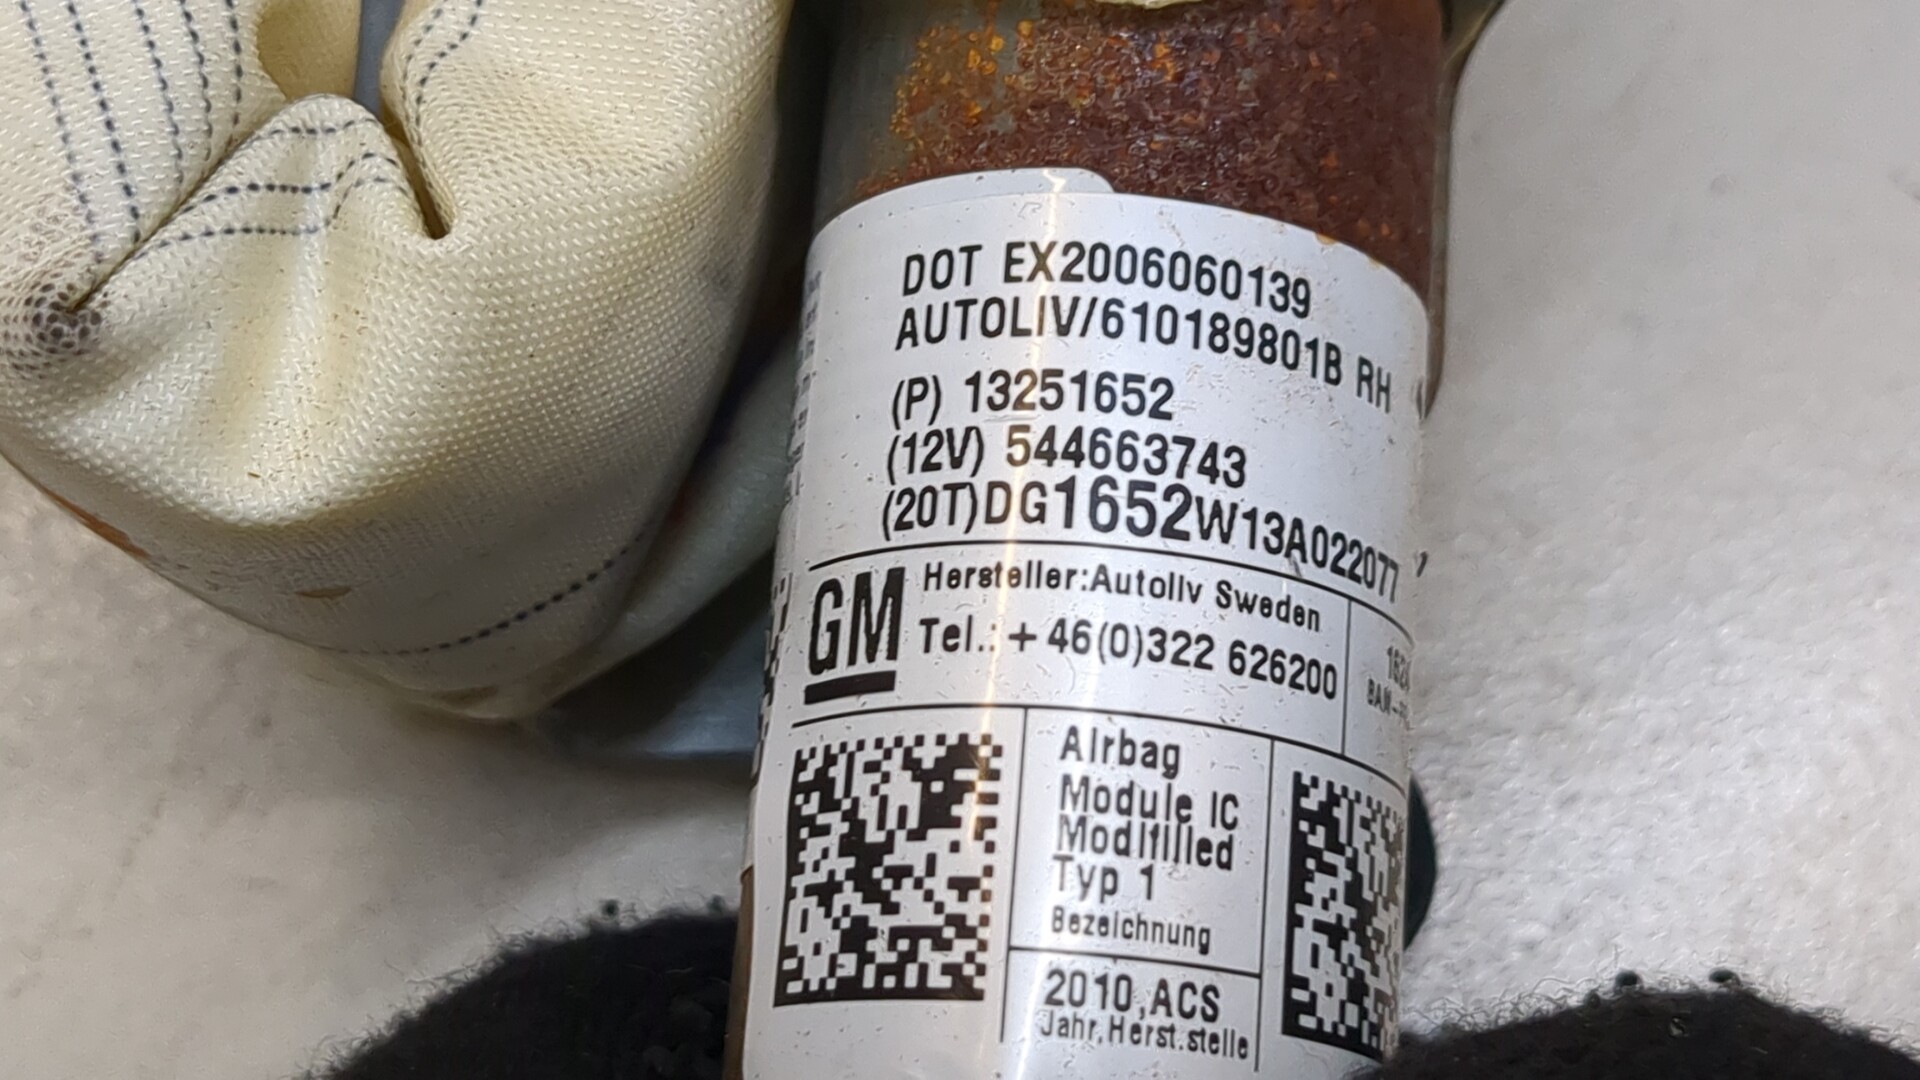 DOT EX2006060139
AUTOLIV/610189801B RH
(P) 13251652
(12V) 544663743
(20T)DG1652W13A022077
GM
Hersteller:Autoliv Sweden
Tel.: + 46(0)322 626200
Airbag
Module IC
Modifilled
Typ 1
Bezeichnung
2010,ACS
Jahr,Herst.stelle